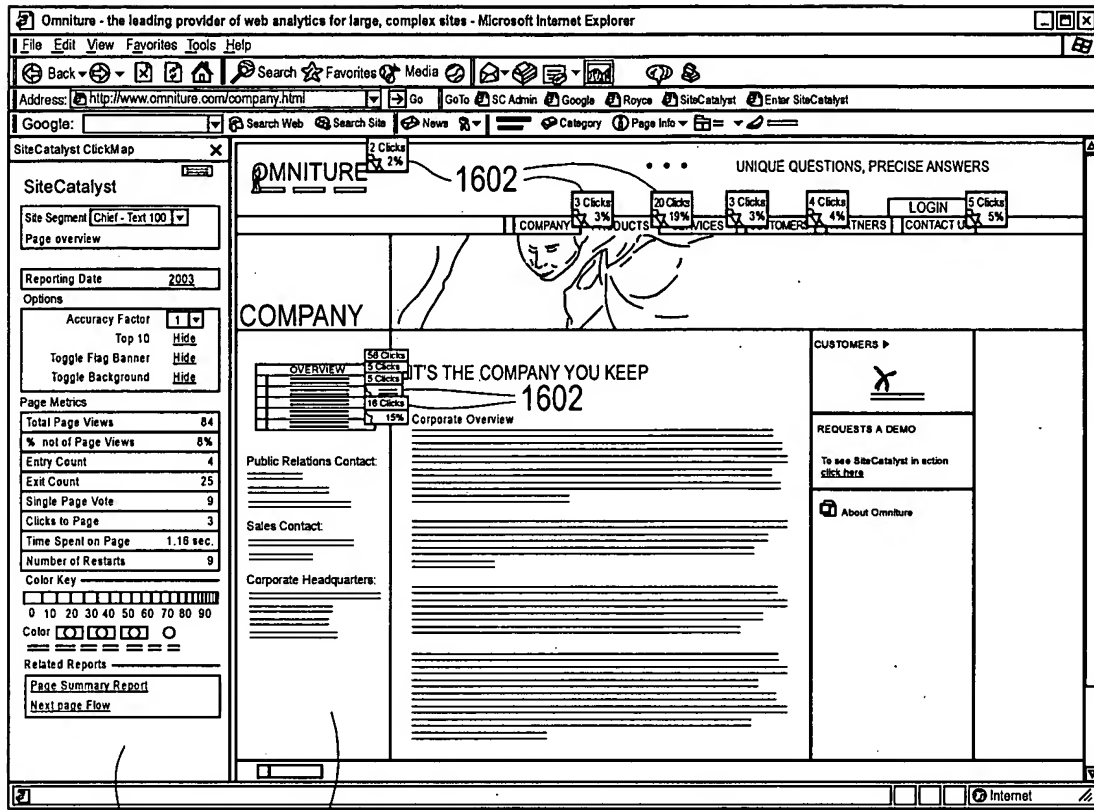 Omniture - the leading provider of web analytics for large, complex sites - Microsoft Internet Explorer
File Edit View Favorites Tools Help
Back Search Favorites Media
Address: http://www.omniture.com/company.html Go GoTo SC Admin Google Royce SiteCatalyst Enter SiteCatalyst
Google: Search Web Search Site News Category Page Info
SiteCatalyst ClickMap X
SiteCatalyst
Site Segment Chief - Text 100
Page overview
Reporting Date 2003
Options
Accuracy Factor 1
Top 10 Hide
Toggle Flag Banner Hide
Toggle Background Hide
Page Metrics
Total Page Views 84
% not of Page Views 8%
Entry Count 4
Exit Count 25
Single Page Vote 9
Clicks to Page 3
Time Spent on Page 1.16 sec.
Number of Restarts 9
Color Key
0 10 20 30 40 50 60 70 80 90
Color
Related Reports
Page Summary Report
Next page Flow
OMNITURE
2 Clicks
2%
1602
UNIQUE QUESTIONS, PRECISE ANSWERS
3 Clicks
3%
20 Clicks
19%
3 Clicks
3%
4 Clicks
4%
LOGIN
5 Clicks
5%
COMPANY PRODUCTS SERVICES CUSTOMERS PARTNERS CONTACT US
COMPANY
OVERVIEW
56 Clicks
5 Clicks
5 Clicks
16 Clicks
15%
IT'S THE COMPANY YOU KEEP
1602
Corporate Overview
Public Relations Contact:
Sales Contact:
Corporate Headquarters:
CUSTOMERS
REQUESTS A DEMO
To see SiteCatalyst in action
click here
About Omniture
Internet